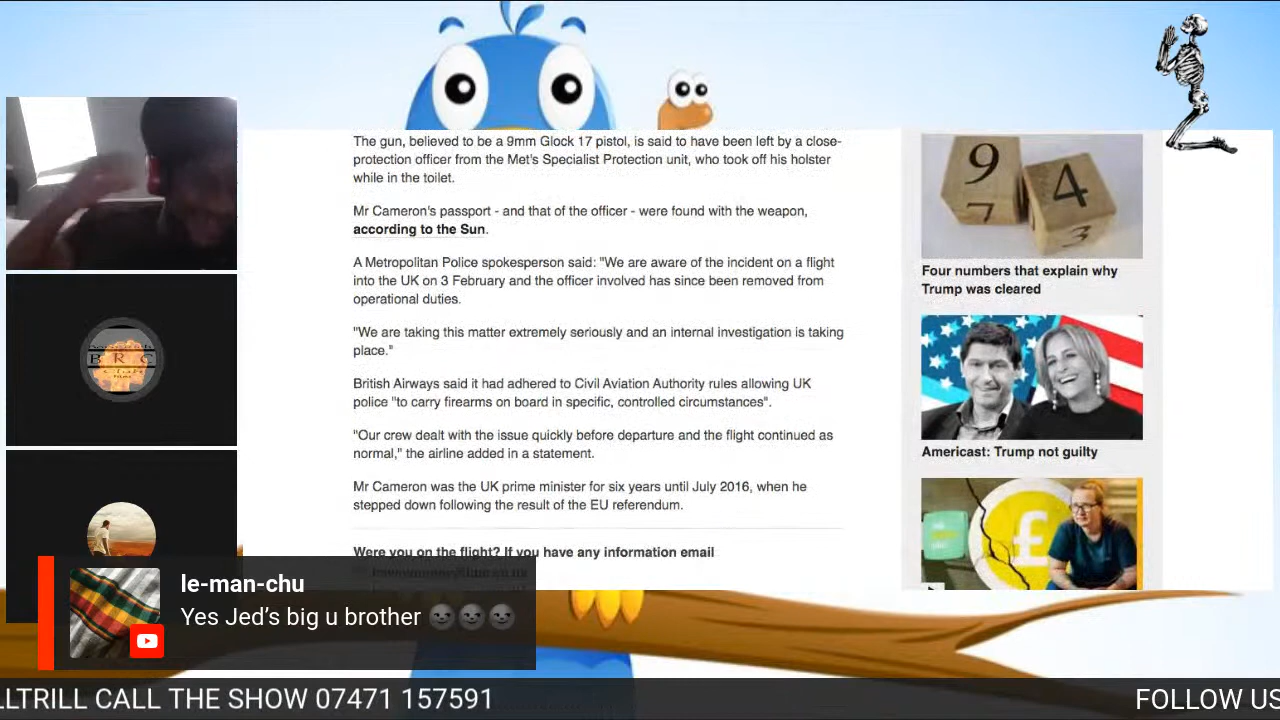 The gun, believed to be a 9mm Glock 17 pistol, is said to have been left by a close-
protection officer from the Met's Specialist Protection unit, who took off his holster
while in the toilet.
Mr Cameron's passport - and that of the officer - were found with the weapon,
according to the Sun.
A Metropolitan Police spokesperson said: "We are aware of the incident on a flight
into the UK on 3 February and the officer involved has since been removed from
operational duties.
"We are taking this matter extremely seriously and an internal investigation is taking
place."
British Airways said it had adhered to Civil Aviation Authority rules allowing UK
police "to carry firearms on board in specific, controlled circumstances".
"Our crew dealt with the issue quickly before departure and the flight continued as
normal," the airline added in a statement.
Mr Cameron was the UK prime minister for six years until July 2016, when he
stepped down following the result of the EU referendum.
Were you on the flight? If you have any information email
9
7
4
3
Four numbers that explain why
Trump was cleared
Americast: Trump not guilty
£
B R C
le-man-chu
Yes Jed’s big u brother 🌚🌚🌚
LLTRILL CALL THE SHOW 07471 157591
FOLLOW US